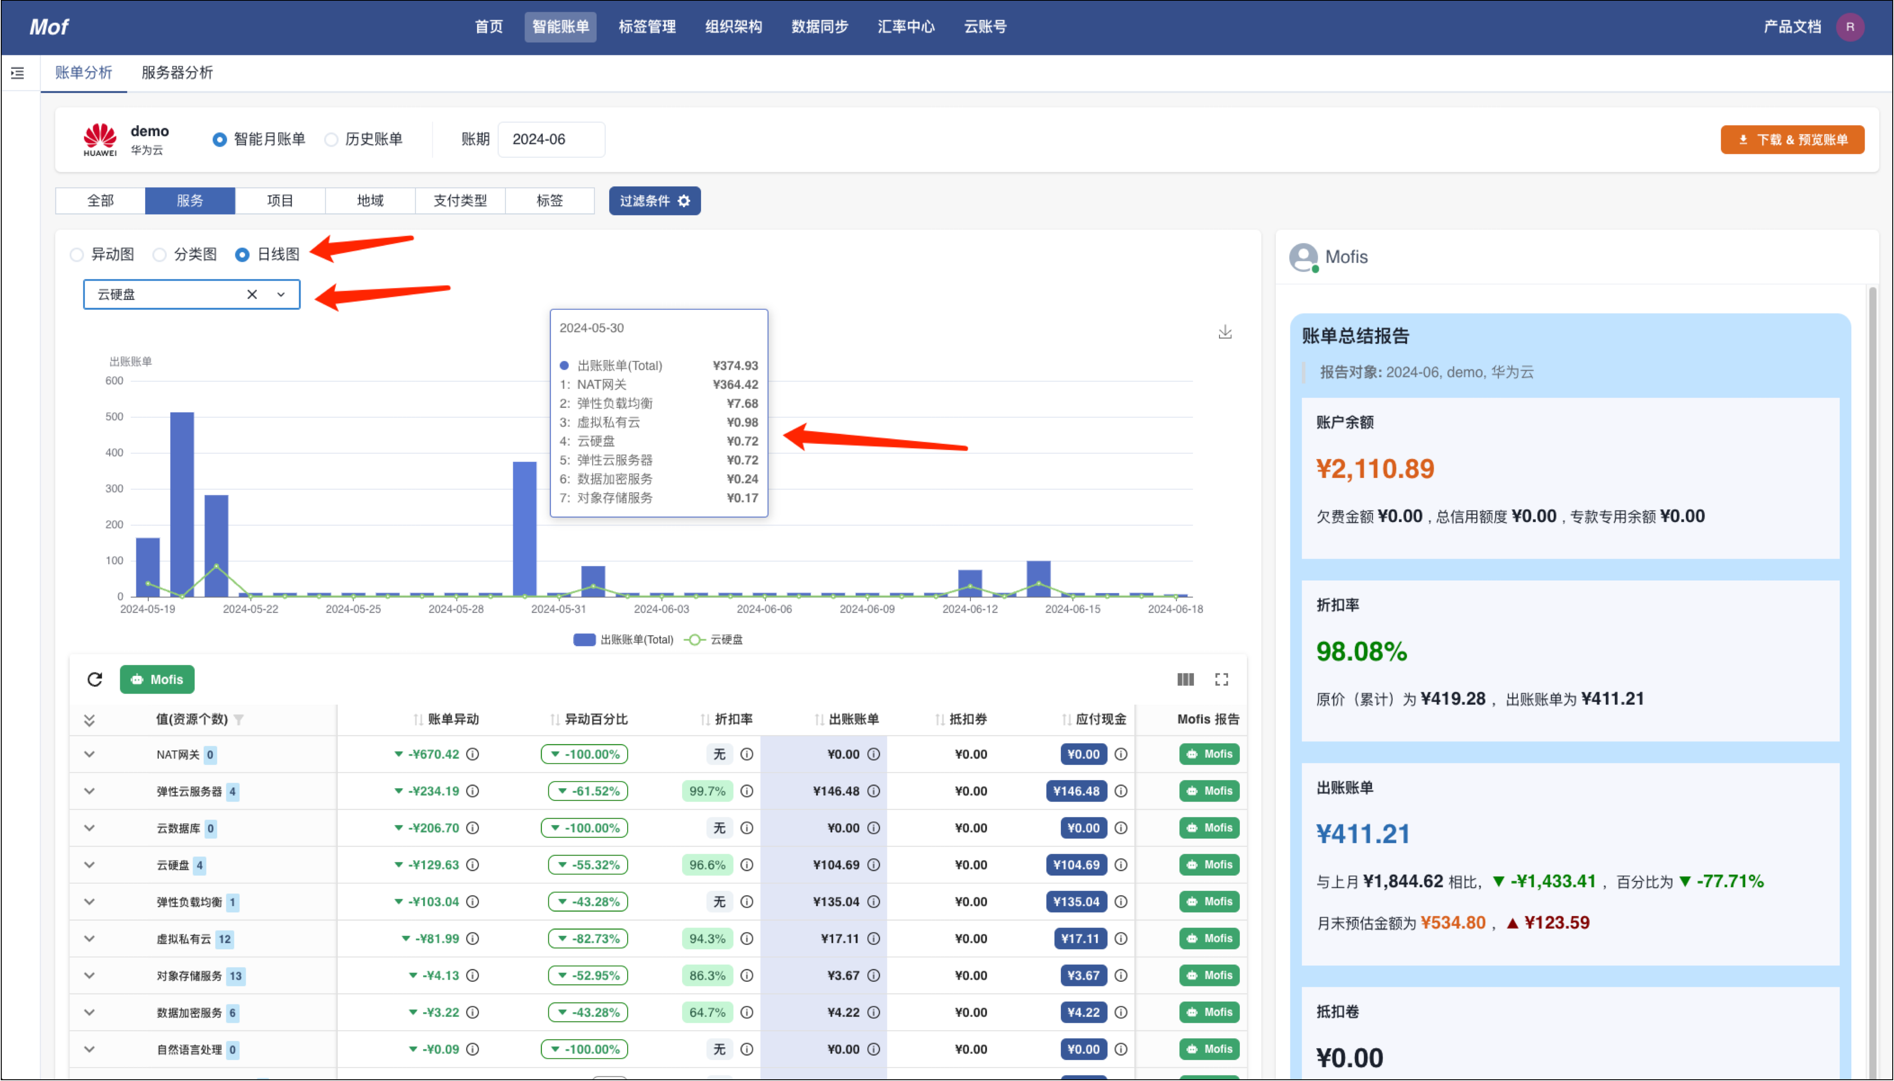 Mof
首页 智能账单 标签管理 组织架构 数据同步 汇率中心 云账号
产品文档 R
账单分析 服务器分析
HUAWEI
demo
华为云
智能月账单 历史账单
账期 2024-06
下载 & 预览账单
全部 服务 项目 地域 支付类型 标签 过滤条件
异动图 分类图 日线图
云硬盘
出账账单
600
500
400
300
200
100
0
2024-05-19 2024-05-22 2024-05-25 2024-05-28 2024-05-31 2024-06-03 2024-06-06 2024-06-09 2024-06-12 2024-06-15 2024-06-18
出账账单(Total) 云硬盘
2024-05-30
出账账单(Total) ¥374.93
1: NAT网关 ¥364.42
2: 弹性负载均衡 ¥7.68
3: 虚拟私有云 ¥0.98
4: 云硬盘 ¥0.72
5: 弹性云服务器 ¥0.72
6: 数据加密服务 ¥0.24
7: 对象存储服务 ¥0.17
Mofis
值(资源个数) 账单异动 异动百分比 折扣率 出账账单 抵扣券 应付现金 Mofis 报告
NAT网关 0 -¥670.42 -100.00% 无 ¥0.00 ¥0.00 ¥0.00 Mofis
弹性云服务器 4 -¥234.19 -61.52% 99.7% ¥146.48 ¥0.00 ¥146.48 Mofis
云数据库 0 -¥206.70 -100.00% 无 ¥0.00 ¥0.00 ¥0.00 Mofis
云硬盘 4 -¥129.63 -55.32% 96.6% ¥104.69 ¥0.00 ¥104.69 Mofis
弹性负载均衡 1 -¥103.04 -43.28% 无 ¥135.04 ¥0.00 ¥135.04 Mofis
虚拟私有云 12 -¥81.99 -82.73% 94.3% ¥17.11 ¥0.00 ¥17.11 Mofis
对象存储服务 13 -¥4.13 -52.95% 86.3% ¥3.67 ¥0.00 ¥3.67 Mofis
数据加密服务 6 -¥3.22 -43.28% 64.7% ¥4.22 ¥0.00 ¥4.22 Mofis
自然语言处理 0 -¥0.09 -100.00% 无 ¥0.00 ¥0.00 ¥0.00 Mofis
Mofis
账单总结报告
报告对象: 2024-06, demo, 华为云
账户余额
¥2,110.89
欠费金额 ¥0.00 , 总信用额度 ¥0.00 , 专款专用余额 ¥0.00
折扣率
98.08%
原价（累计）为 ¥419.28 ，出账账单为 ¥411.21
出账账单
¥411.21
与上月 ¥1,844.62 相比, ▼ -¥1,433.41 ，百分比为 ▼ -77.71%
月末预估金额为 ¥534.80 ，▲ ¥123.59
抵扣卷
¥0.00